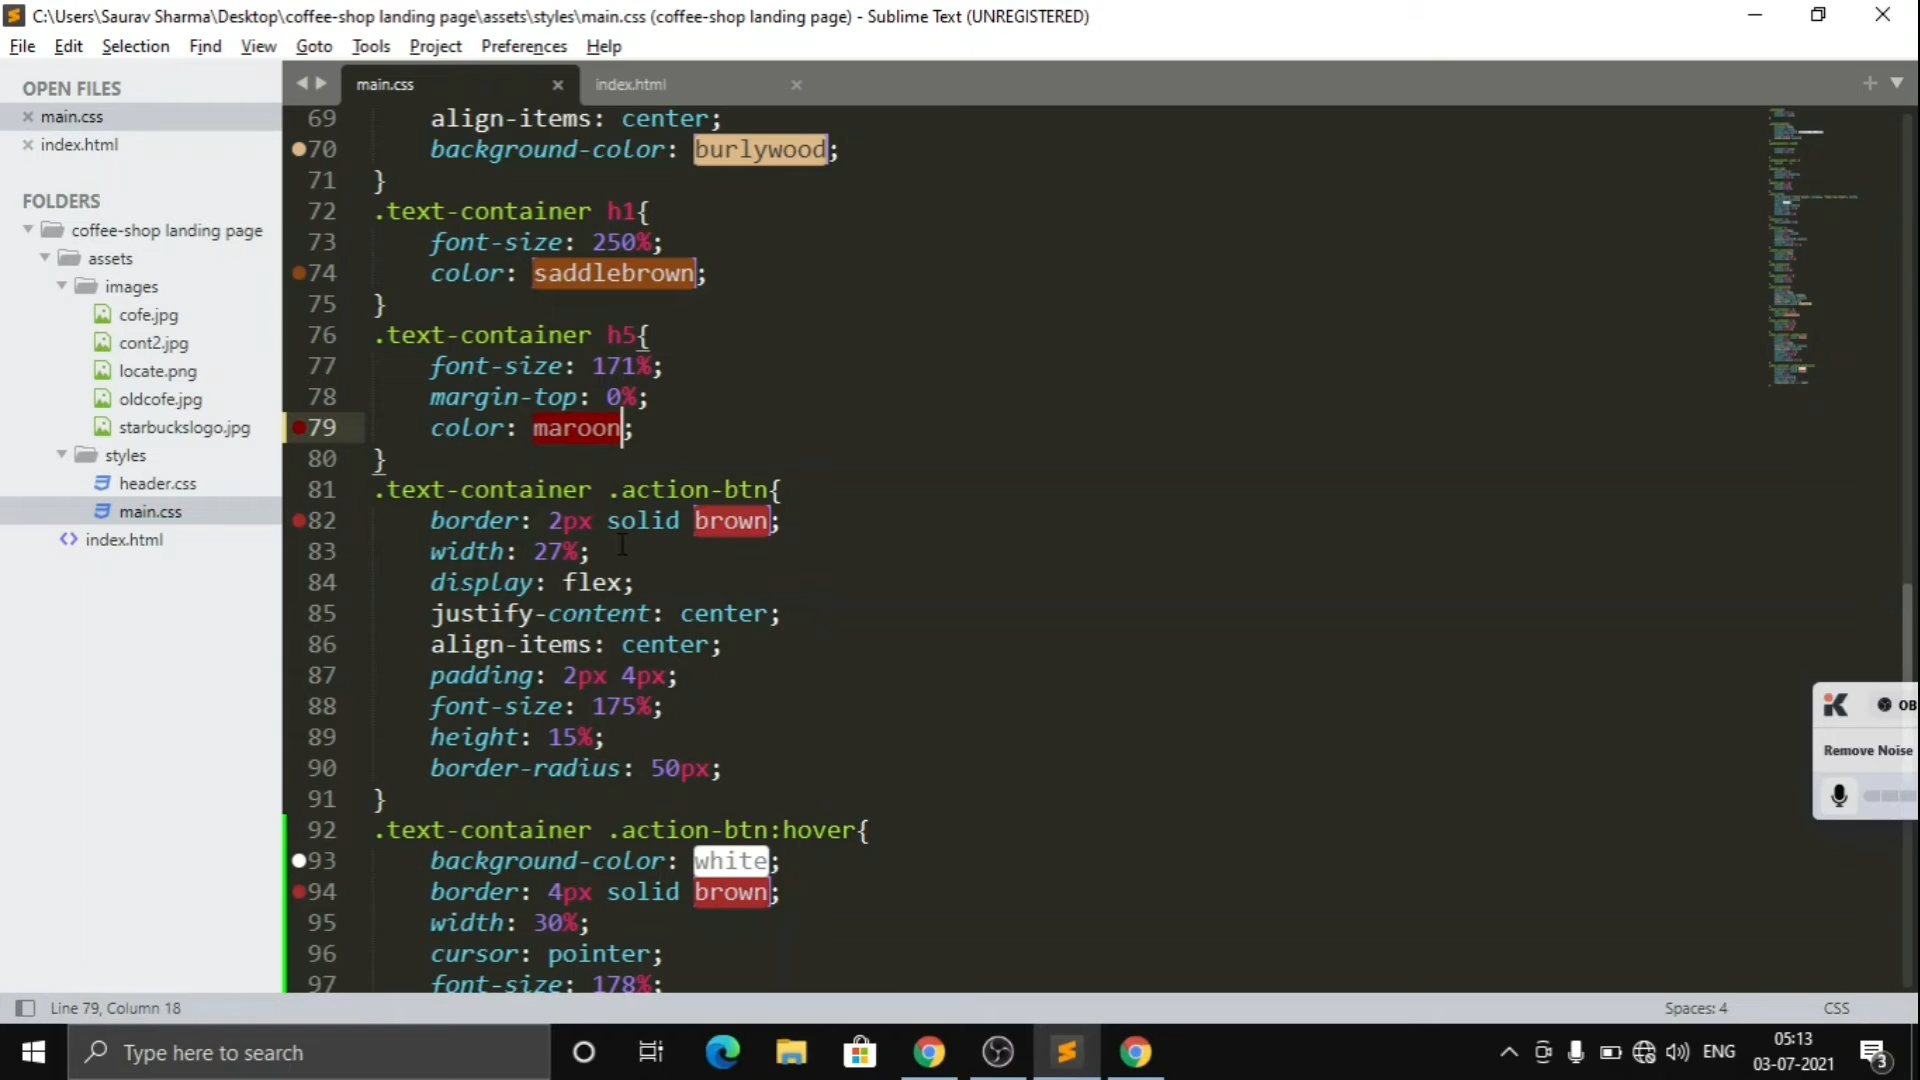 C:\Users\Saurav Sharma\Desktop\coffee-shop landing page\assets\styles\main.css (coffee-shop landing page) - Sublime Text (UNREGISTERED)
File Edit Selection Find View Goto Tools Project Preferences Help
OPEN FILES
main.css
index.html
FOLDERS
coffee-shop landing page
assets
images
cofe.jpg
cont2.jpg
locate.png
oldcofe.jpg
starbuckslogo.jpg
styles
header.css
main.css
index.html
main.css index.html
69 align-items: center;
70 background-color: burlywood;
71 }
72 .text-container h1{
73 font-size: 250%;
74 color: saddlebrown;
75 }
76 .text-container h5{
77 font-size: 171%;
78 margin-top: 0%;
79 color: maroon;
80 }
81 .text-container .action-btn{
82 border: 2px solid brown;
83 width: 27%;
84 display: flex;
85 justify-content: center;
86 align-items: center;
87 padding: 2px 4px;
88 font-size: 175%;
89 height: 15%;
90 border-radius: 50px;
91 }
92 .text-container .action-btn:hover{
93 background-color: white;
94 border: 4px solid brown;
95 width: 30%;
96 cursor: pointer;
97 font-size: 178%;
OB
Remove Noise
Line 79, Column 18
Spaces: 4 CSS
Type here to search
ENG
05:13
03-07-2021
3